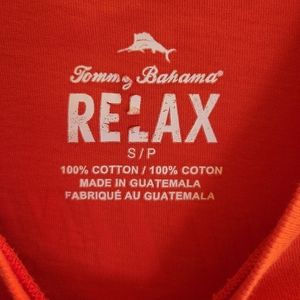 Tommy Bahama®
RELAX
S / P
100% COTTON / 100% COTON
MADE IN GUATEMALA
FABRIQUÉ AU GUATEMALA